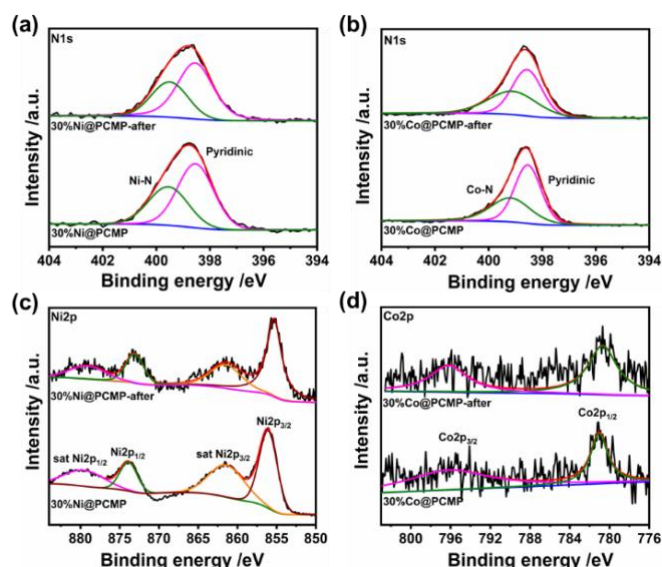 (a)
N1s
30%Ni@PCMP-after
Ni-N
Pyridinic
30%Ni@PCMP
404 402 400 398 396 394
Binding energy /eV
Intensity /a.u.
(b)
N1s
30%Co@PCMP-after
Co-N
Pyridinic
30%Co@PCMP
404 402 400 398 396 394
Binding energy /eV
Intensity /a.u.
(c)
Ni2p
30%Ni@PCMP-after
sat Ni2p1/2
Ni2p1/2
sat Ni2p3/2
Ni2p3/2
30%Ni@PCMP
880 870 860 850
Binding energy /eV
Intensity /a.u.
(d)
Co2p
30%Co@PCMP-after
Co2p3/2
Co2p1/2
30%Co@PCMP
800 796 792 788 784 780 776
Binding energy /eV
Intensity /a.u.